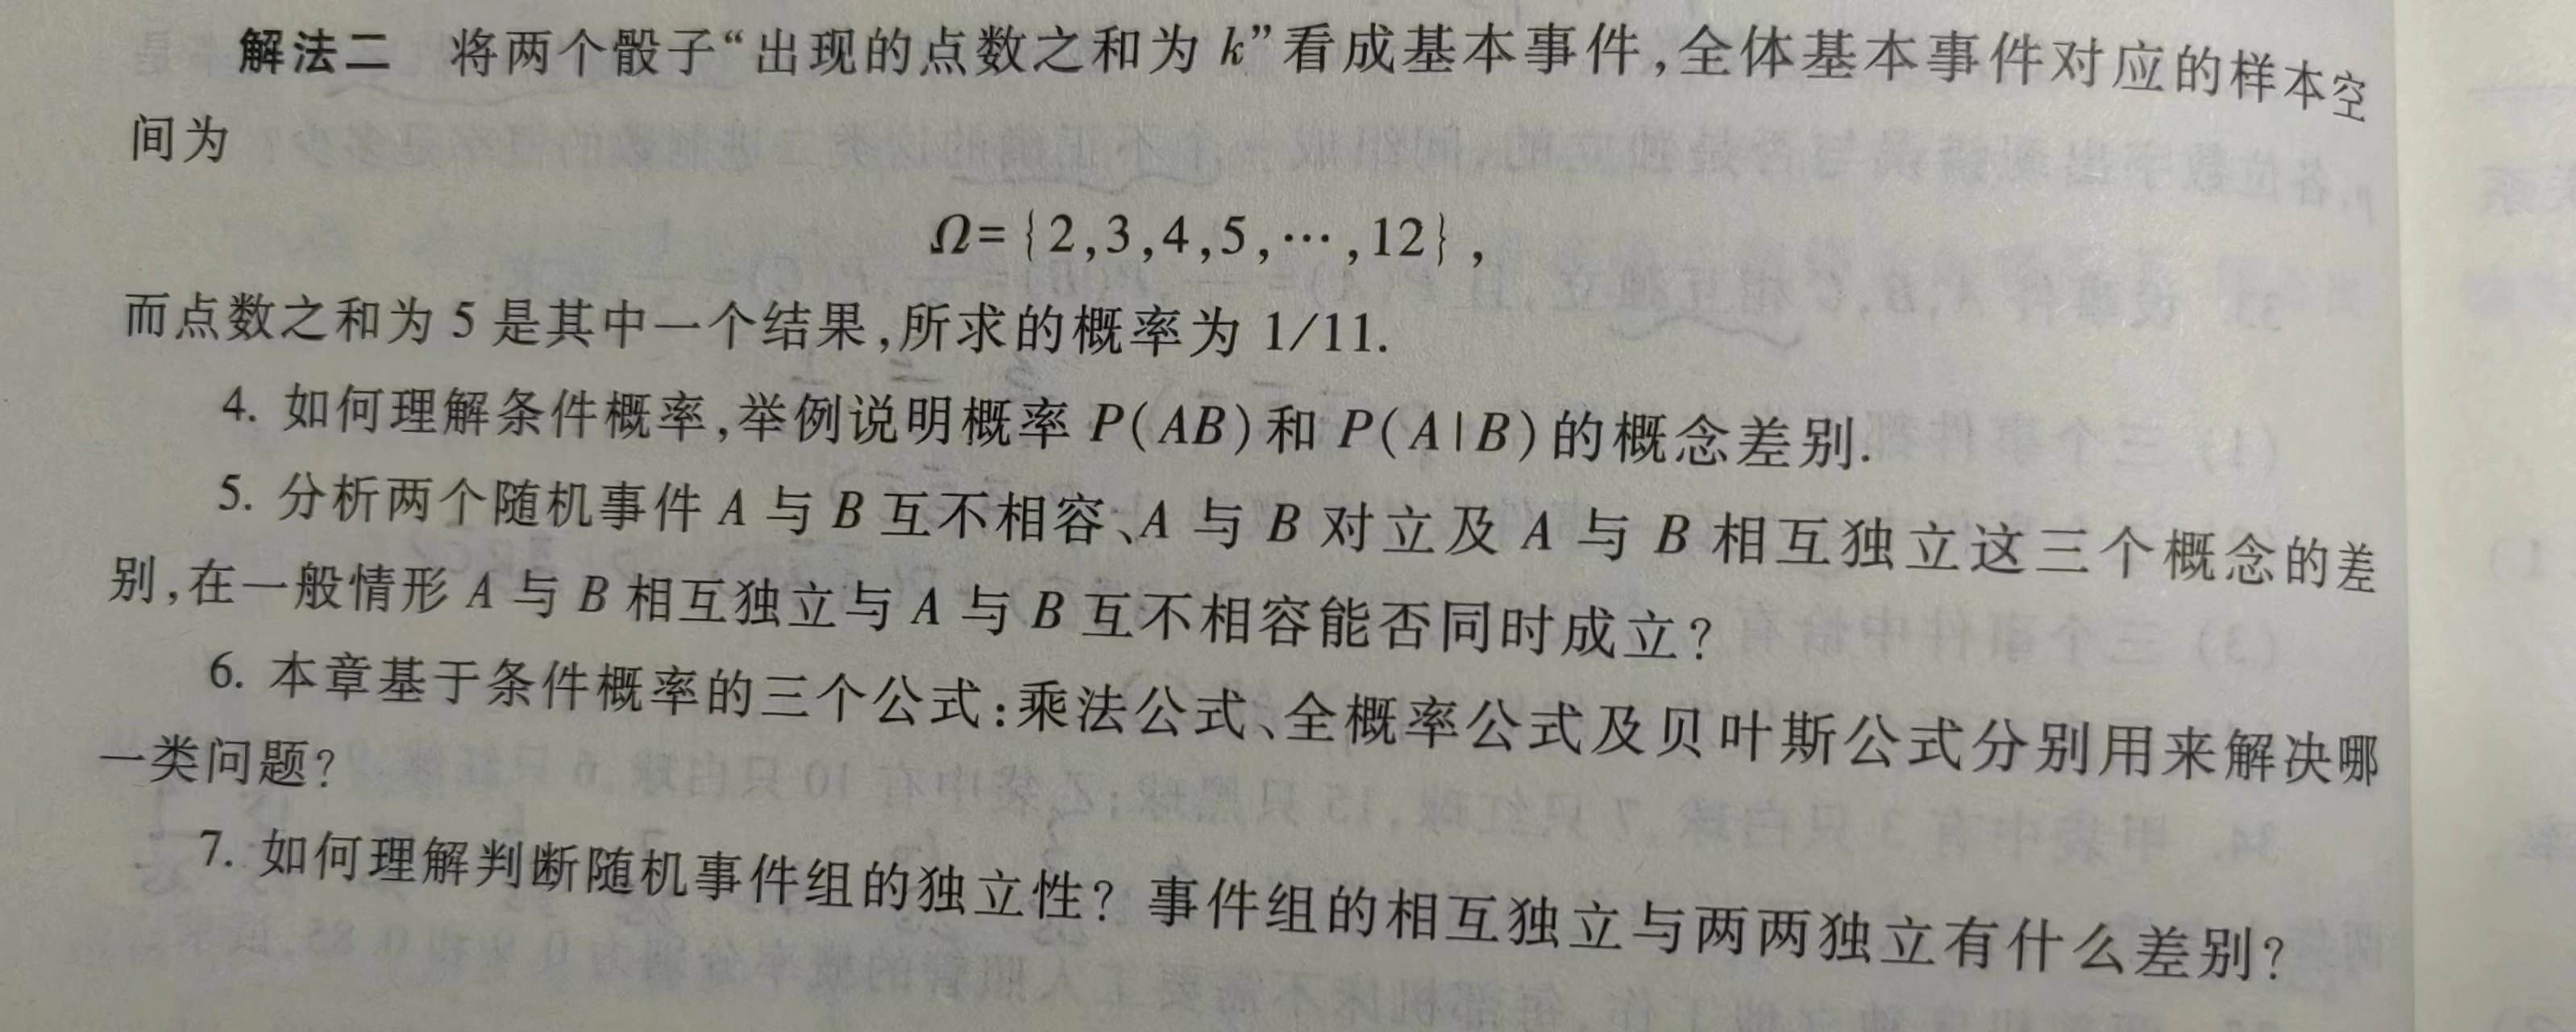 解法二　将两个骰子“出现的点数之和为 k”看成基本事件,全体基本事件对应的样本空
间为
Ω={2,3,4,5,…,12},
而点数之和为 5 是其中一个结果,所求的概率为 1/11.
4. 如何理解条件概率,举例说明概率 P(AB)和 P(A|B)的概念差别.
5. 分析两个随机事件 A 与 B 互不相容、A 与 B 对立及 A 与 B 相互独立这三个概念的差
别,在一般情形 A 与 B 相互独立与 A 与 B 互不相容能否同时成立?
6. 本章基于条件概率的三个公式:乘法公式、全概率公式及贝叶斯公式分别用来解决哪
一类问题?
7. 如何理解判断随机事件组的独立性? 事件组的相互独立与两两独立有什么差别?